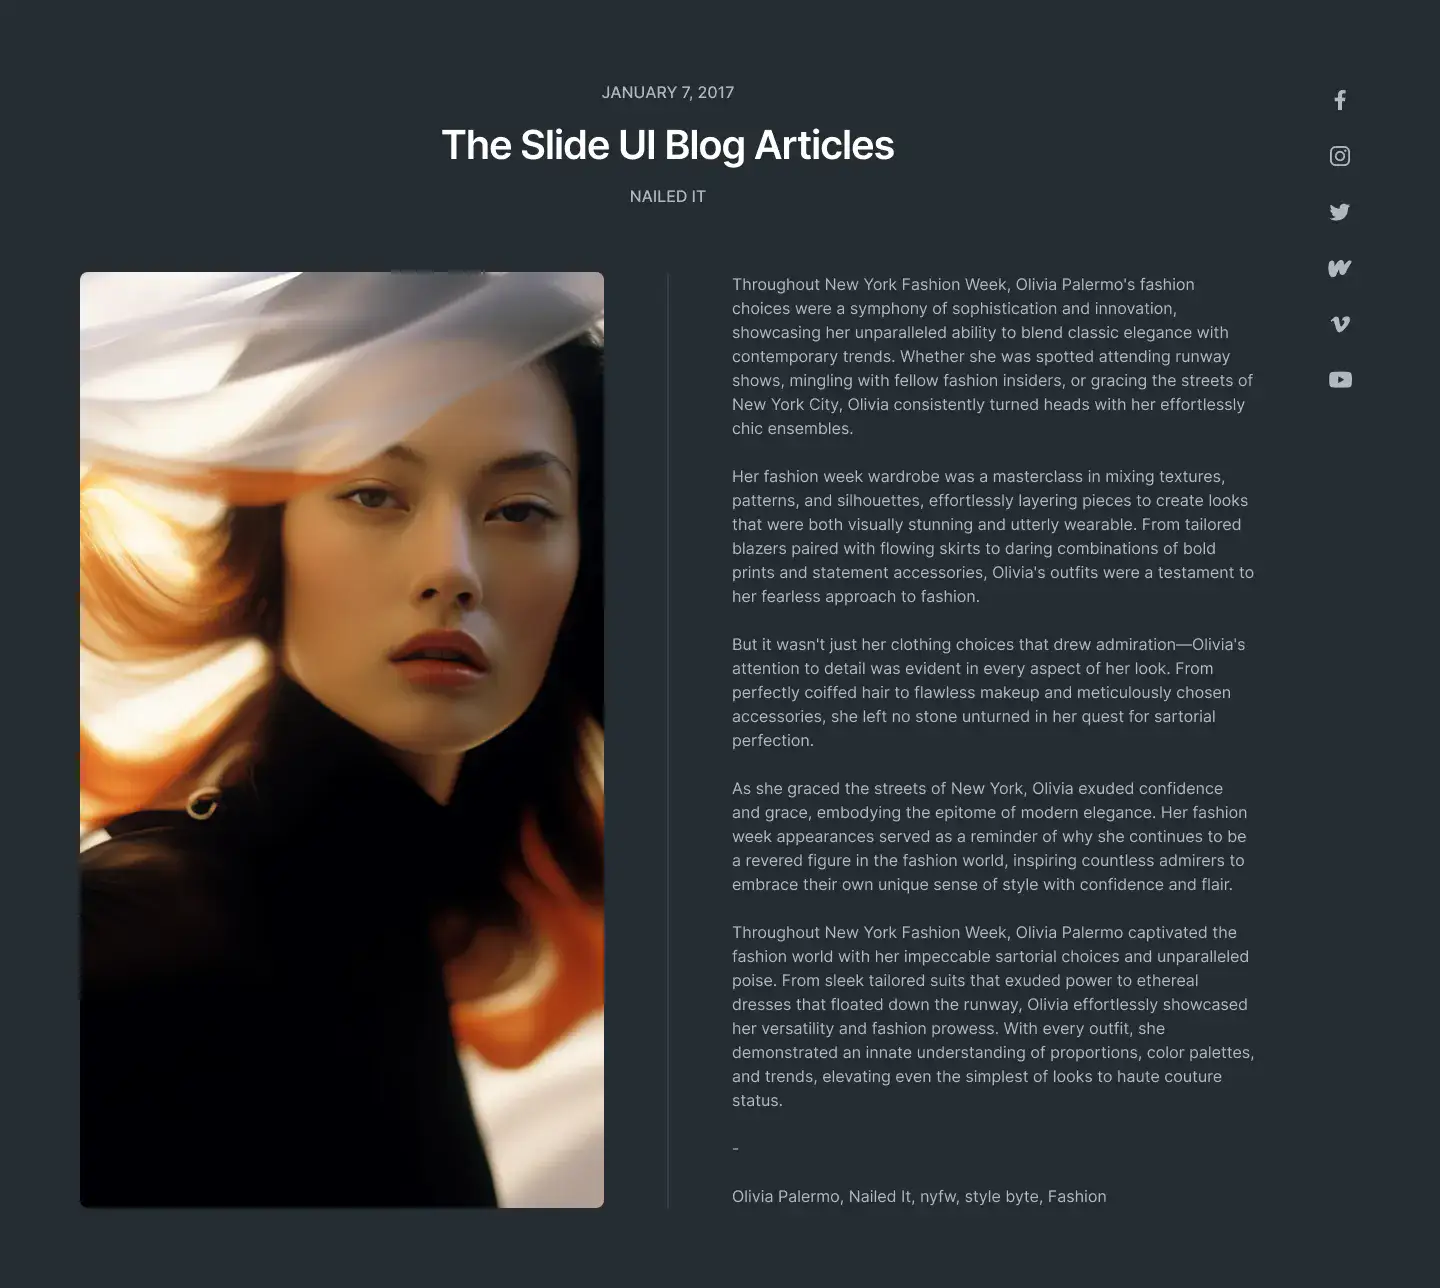 JANUARY 7, 2017
The Slide UI Blog Articles
NAILED IT
Throughout New York Fashion Week, Olivia Palermo's fashion
choices were a symphony of sophistication and innovation,
showcasing her unparalleled ability to blend classic elegance with
contemporary trends. Whether she was spotted attending runway
shows, mingling with fellow fashion insiders, or gracing the streets of
New York City, Olivia consistently turned heads with her effortlessly
chic ensembles.
Her fashion week wardrobe was a masterclass in mixing textures,
patterns, and silhouettes, effortlessly layering pieces to create looks
that were both visually stunning and utterly wearable. From tailored
blazers paired with flowing skirts to daring combinations of bold
prints and statement accessories, Olivia's outfits were a testament to
her fearless approach to fashion.
But it wasn't just her clothing choices that drew admiration—Olivia's
attention to detail was evident in every aspect of her look. From
perfectly coiffed hair to flawless makeup and meticulously chosen
accessories, she left no stone unturned in her quest for sartorial
perfection.
As she graced the streets of New York, Olivia exuded confidence
and grace, embodying the epitome of modern elegance. Her fashion
week appearances served as a reminder of why she continues to be
a revered figure in the fashion world, inspiring countless admirers to
embrace their own unique sense of style with confidence and flair.
Throughout New York Fashion Week, Olivia Palermo captivated the
fashion world with her impeccable sartorial choices and unparalleled
poise. From sleek tailored suits that exuded power to ethereal
dresses that floated down the runway, Olivia effortlessly showcased
her versatility and fashion prowess. With every outfit, she
demonstrated an innate understanding of proportions, color palettes,
and trends, elevating even the simplest of looks to haute couture
status.
-
Olivia Palermo, Nailed It, nyfw, style byte, Fashion